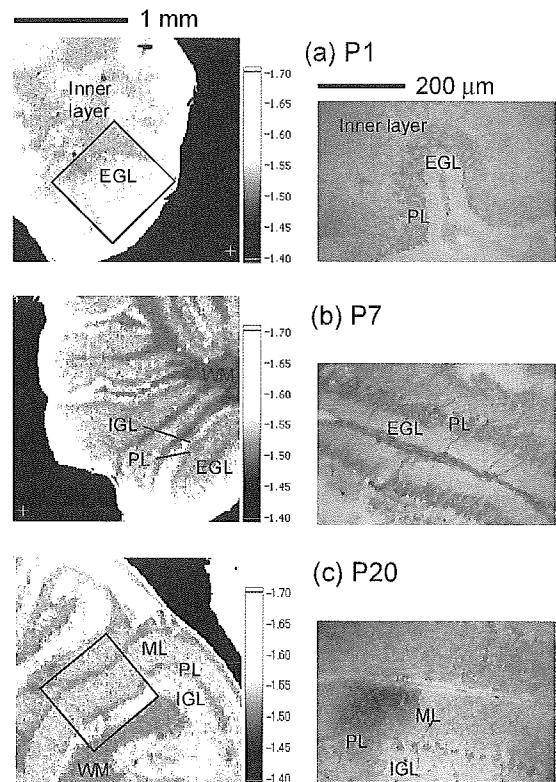 1 mm
(a) P1
200 μm
Inner
layer
EGL
-1.70
-1.65
-1.60
-1.55
-1.50
-1.45
-1.40
Inner layer
EGL
PL
(b) P7
WM
IGL
PL
EGL
-1.70
-1.65
-1.60
-1.55
-1.50
-1.45
-1.40
EGL
PL
(c) P20
ML
PL
IGL
WM
-1.70
-1.65
-1.60
-1.55
-1.50
-1.45
-1.40
ML
PL
IGL